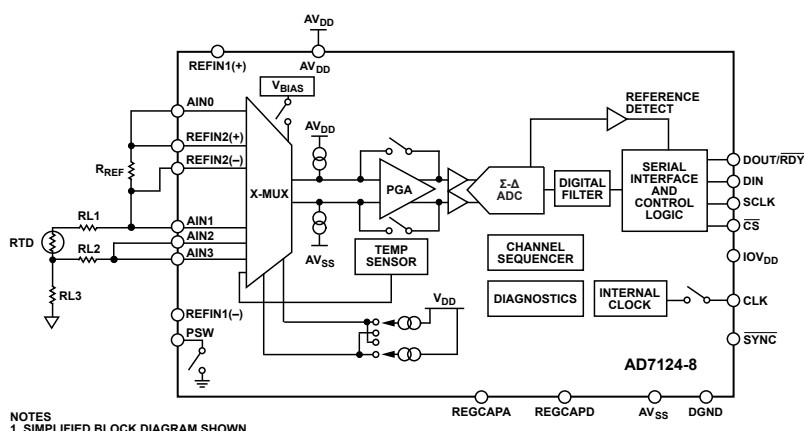 AVDD
REFIN1(+)
AVDD
VBIAS
AIN0
REFIN2(+)
REFIN2(–)
RREF
AVDD
X-MUX
PGA
Σ-Δ
ADC
DIGITAL
FILTER
REFERENCE
DETECT
SERIAL
INTERFACE
AND
CONTROL
LOGIC
DOUT/RDY
DIN
SCLK
CS
RL1
AIN1
RTD
RL2
AIN2
AIN3
AVSS
TEMP
SENSOR
CHANNEL
SEQUENCER
IOVDD
RL3
REFIN1(–)
PSW
VDD
DIAGNOSTICS
INTERNAL
CLOCK
CLK
SYNC
AD7124-8
REGCAPA
REGCAPD
AVSS
DGND
NOTES
1. SIMPLIFIED BLOCK DIAGRAM SHOWN